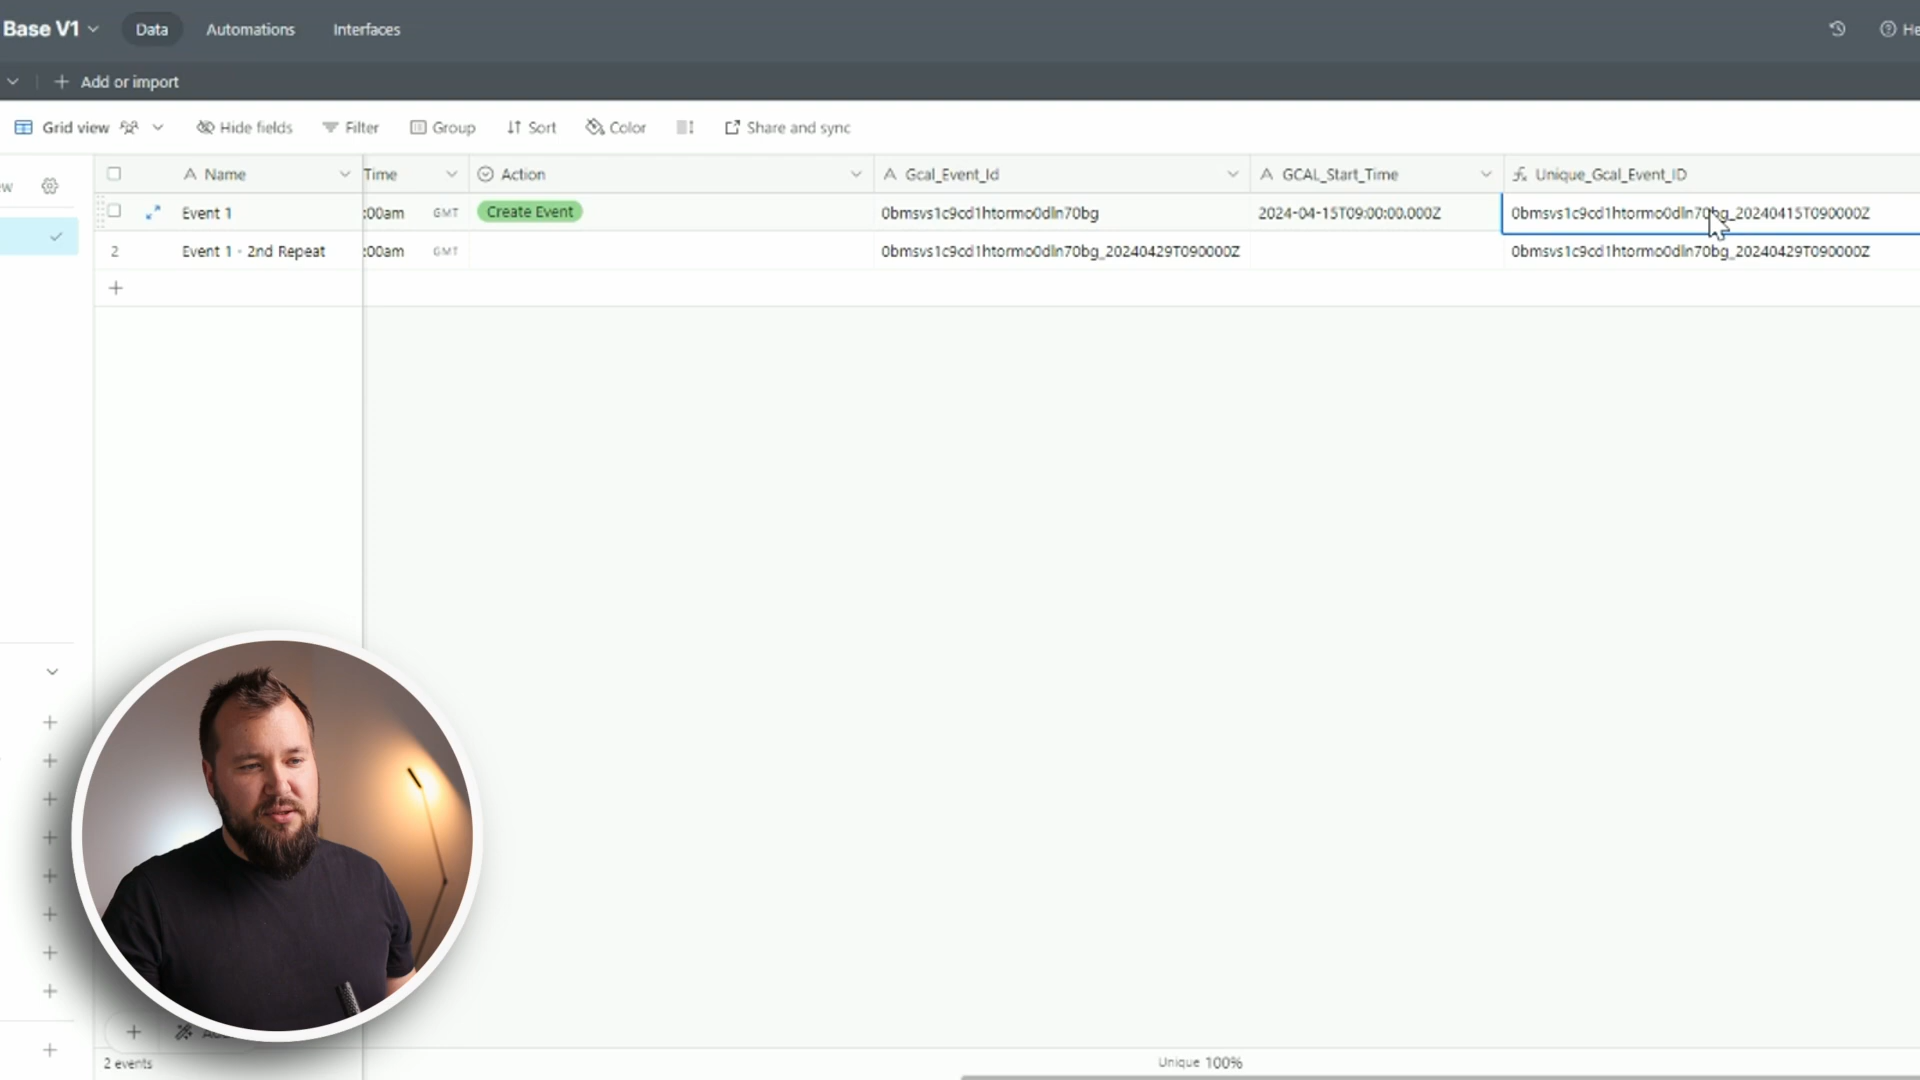 Base V1 Data Automations Interfaces
Add or import
Grid view Hide fields Filter Group Sort Color Share and sync
Name Time Action Gcal_Event_Id GCAL_Start_Time Unique_Gcal_Event_ID
Event 1 :00am GMT Create Event 0bmsvs1c9cd1htormo0dln70bg 2024-04-15T09:00:00.000Z 0bmsvs1c9cd1htormo0dln70bg_20240415T090000Z
2 Event 1 - 2nd Repeat :00am GMT 0bmsvs1c9cd1htormo0dln70bg_20240429T090000Z 0bmsvs1c9cd1htormo0dln70bg_20240429T090000Z
2 events Unique 100%